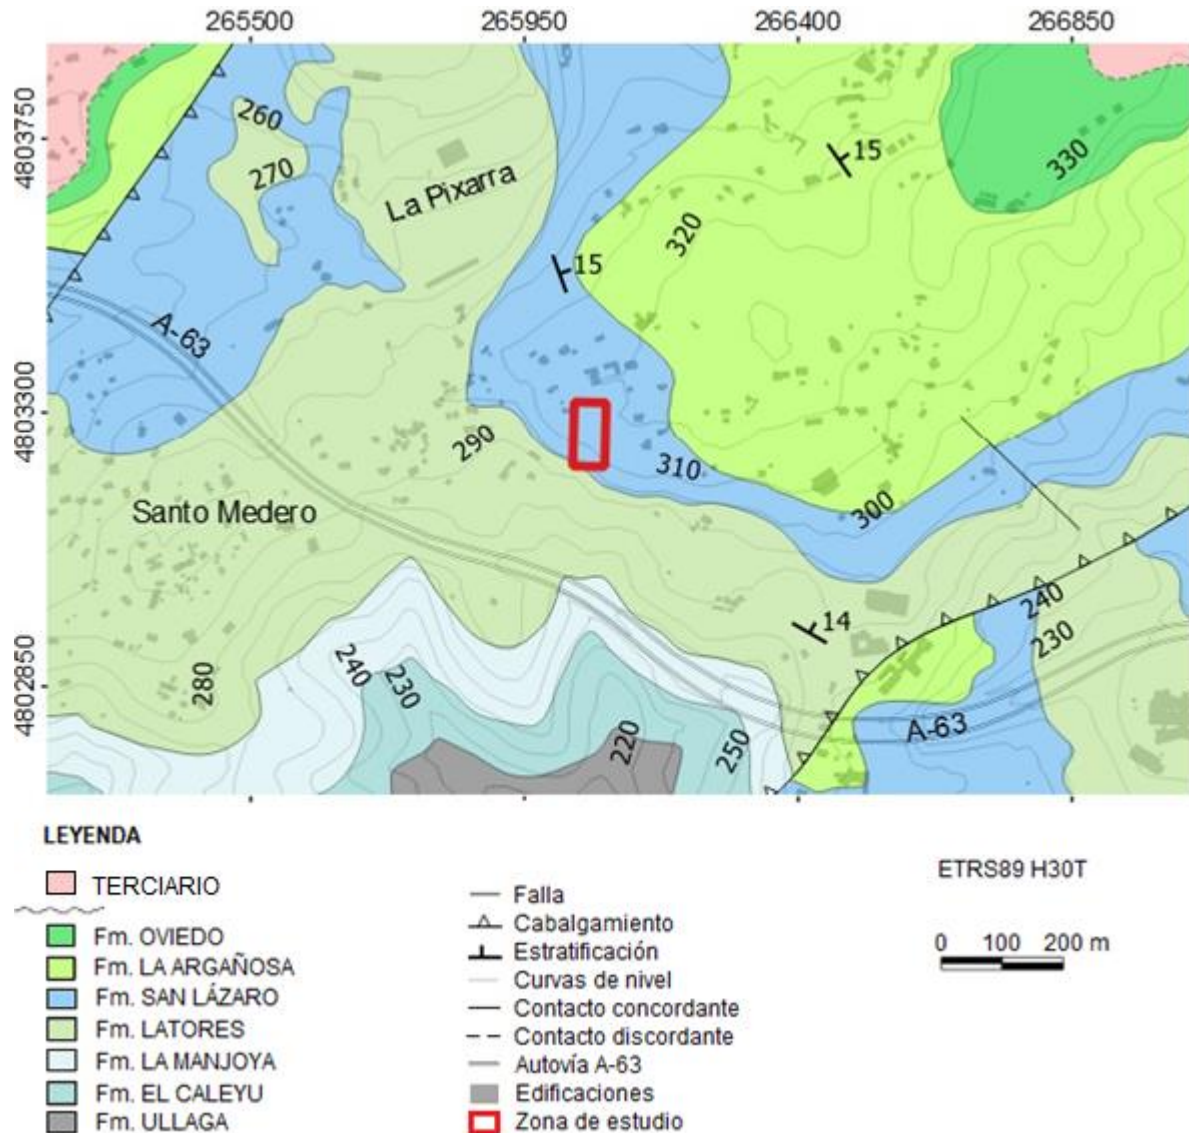 265500 265950 266400 266850
4803750
4803300
4802850
260
270
La Pixarra
15
330
320
15
A-63
290
310
Santo Medero
300
14
240
230
280
240
230
220
250
A-63
LEYENDA
TERCIARIO
Fm. OVIEDO
Fm. LA ARGAÑOSA
Fm. SAN LÁZARO
Fm. LATORES
Fm. LA MANJOYA
Fm. EL CALEYU
Fm. ULLAGA
Falla
Cabalgamiento
Estratificación
Curvas de nivel
Contacto concordante
Contacto discordante
Autovía A-63
Edificaciones
Zona de estudio
ETRS89 H30T
0 100 200 m